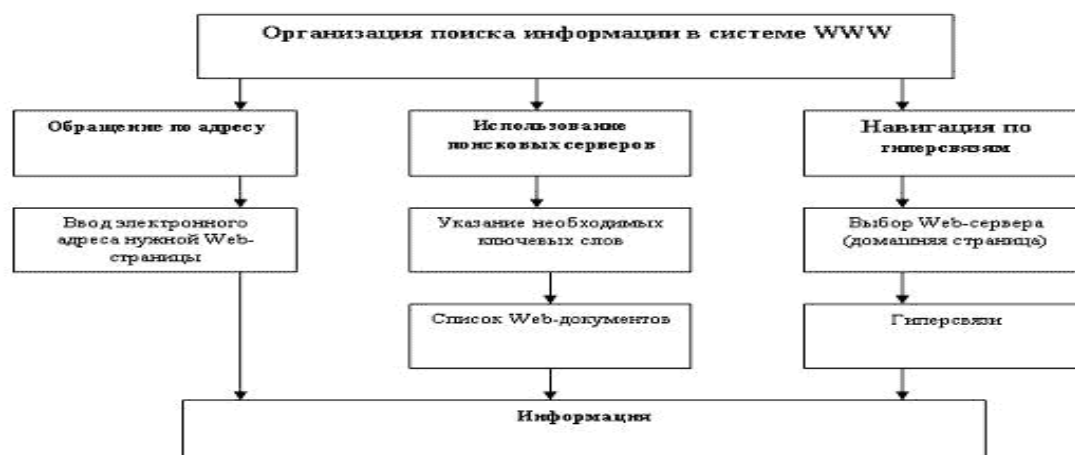 Организация поиска информации в системе WWW
Обращение по адресу
Использование
поисковых серверов
Навигация по
гиперсвязям
Ввод электронного
адреса нужной Web-
страницы
Указание необходимых
ключевых слов
Выбор Web-сервера
(домашняя страница)
Список Web-документов
Гиперсвязи
Информация